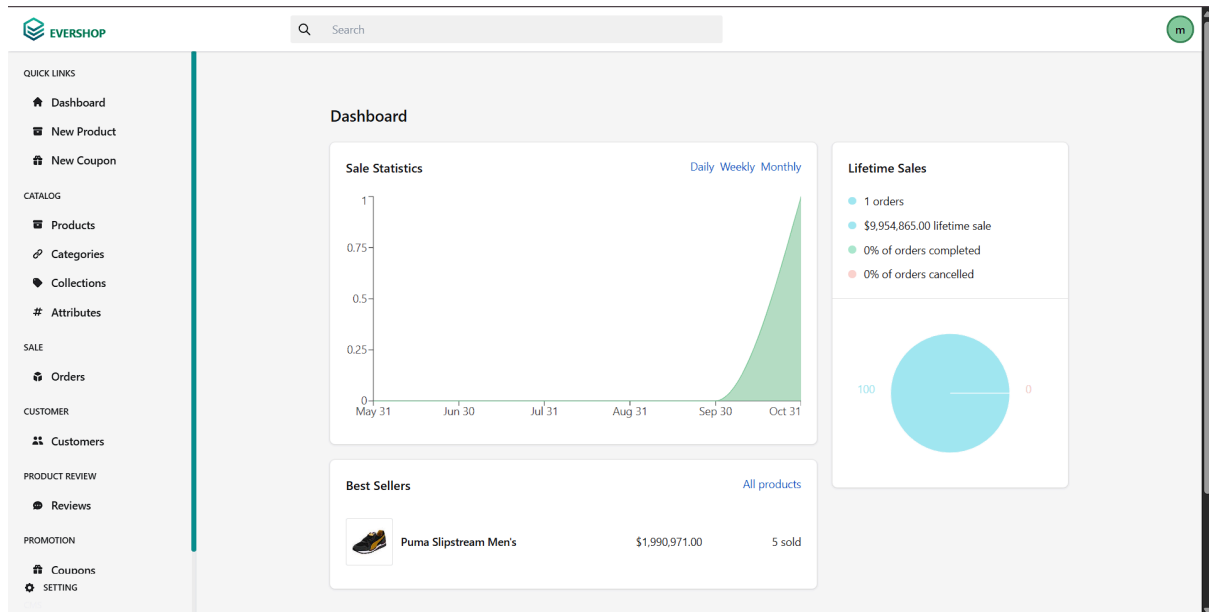 EVERSHOP
Search
m
QUICK LINKS
Dashboard
New Product
New Coupon
CATALOG
Products
Categories
Collections
Attributes
SALE
Orders
CUSTOMER
Customers
PRODUCT REVIEW
Reviews
PROMOTION
Coupons
SETTING
Dashboard
Sale Statistics
Daily Weekly Monthly
1
0.75
0.5
0.25
0
May 31 Jun 30 Jul 31 Aug 31 Sep 30 Oct 31
Best Sellers
All products
Puma Slipstream Men's $1,990,971.00 5 sold
Lifetime Sales
1 orders
$9,954,865.00 lifetime sale
0% of orders completed
0% of orders cancelled
100 0